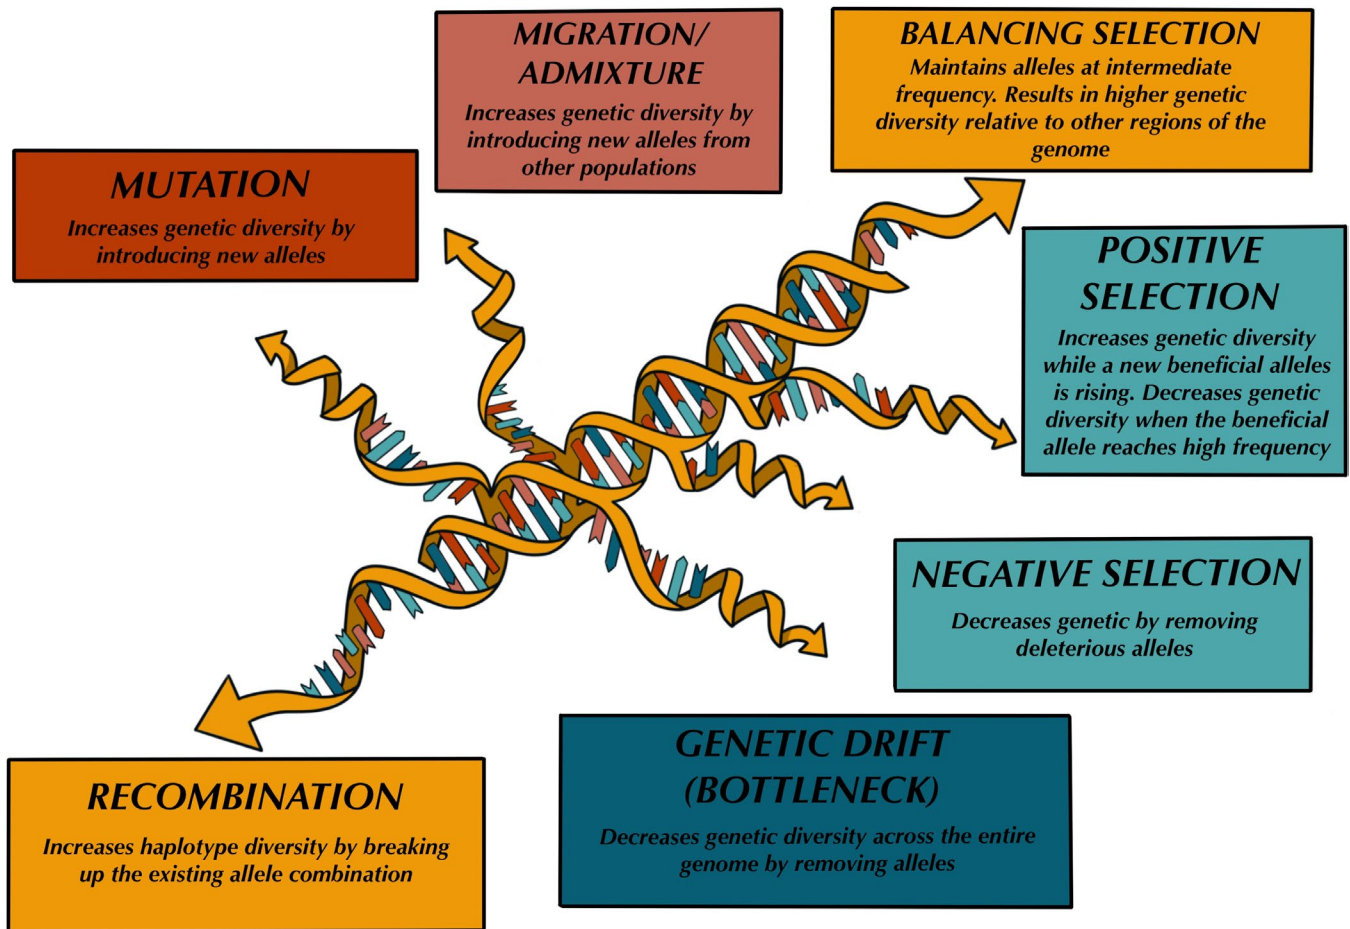 MIGRATION/
ADMIXTURE
Increases genetic diversity by
introducing new alleles from
other populations
BALANCING SELECTION
Maintains alleles at intermediate
frequency. Results in higher genetic
diversity relative to other regions of the
genome
MUTATION
Increases genetic diversity by
introducing new alleles
POSITIVE
SELECTION
Increases genetic diversity
while a new beneficial alleles
is rising. Decreases genetic
diversity when the beneficial
allele reaches high frequency
NEGATIVE SELECTION
Decreases genetic by removing
deleterious alleles
GENETIC DRIFT
(BOTTLENECK)
Decreases genetic diversity across the entire
genome by removing alleles
RECOMBINATION
Increases haplotype diversity by breaking
up the existing allele combination